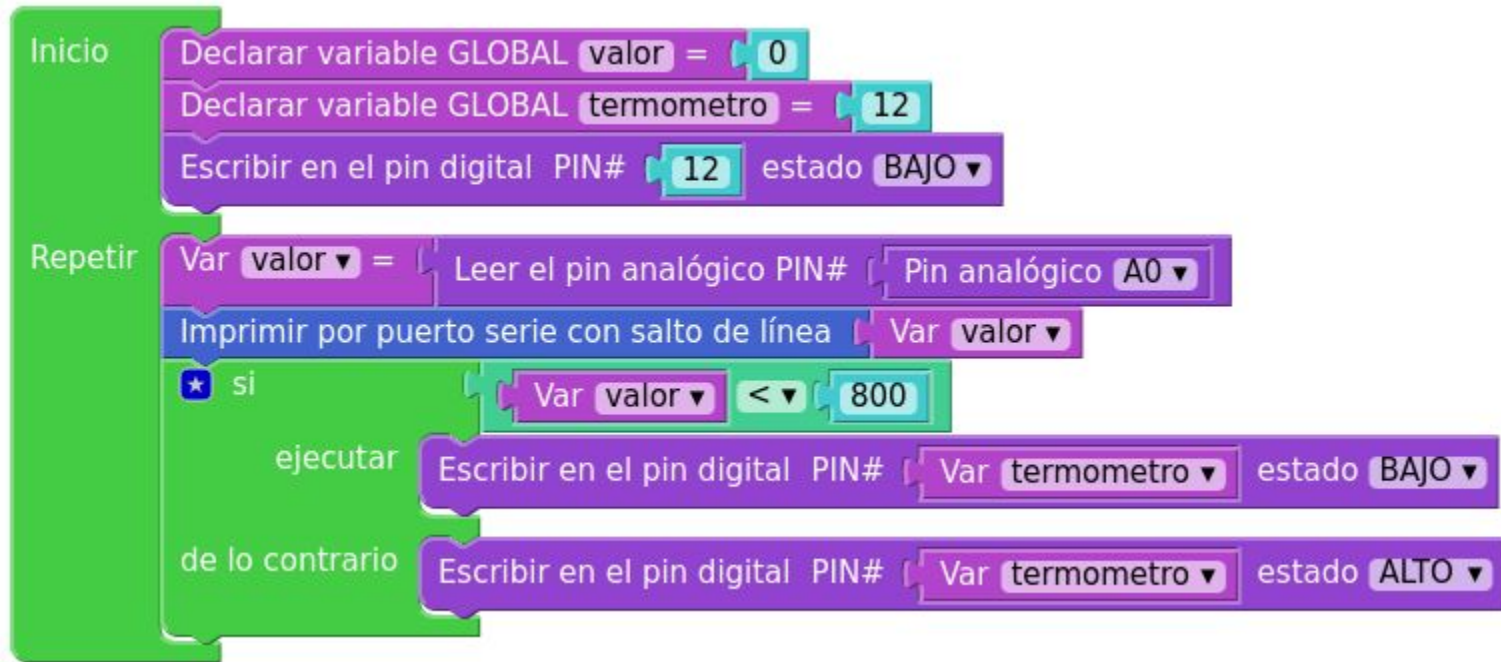 Inicio
Declarar variable GLOBAL valor = 0
Declarar variable GLOBAL termometro = 12
Escribir en el pin digital PIN# 12 estado BAJO ▾
Repetir
Var valor ▾ = Leer el pin analógico PIN# Pin analógico A0 ▾
Imprimir por puerto serie con salto de línea Var valor ▾
si Var valor ▾ < ▾ 800
ejecutar Escribir en el pin digital PIN# Var termometro ▾ estado BAJO ▾
de lo contrario Escribir en el pin digital PIN# Var termometro ▾ estado ALTO ▾